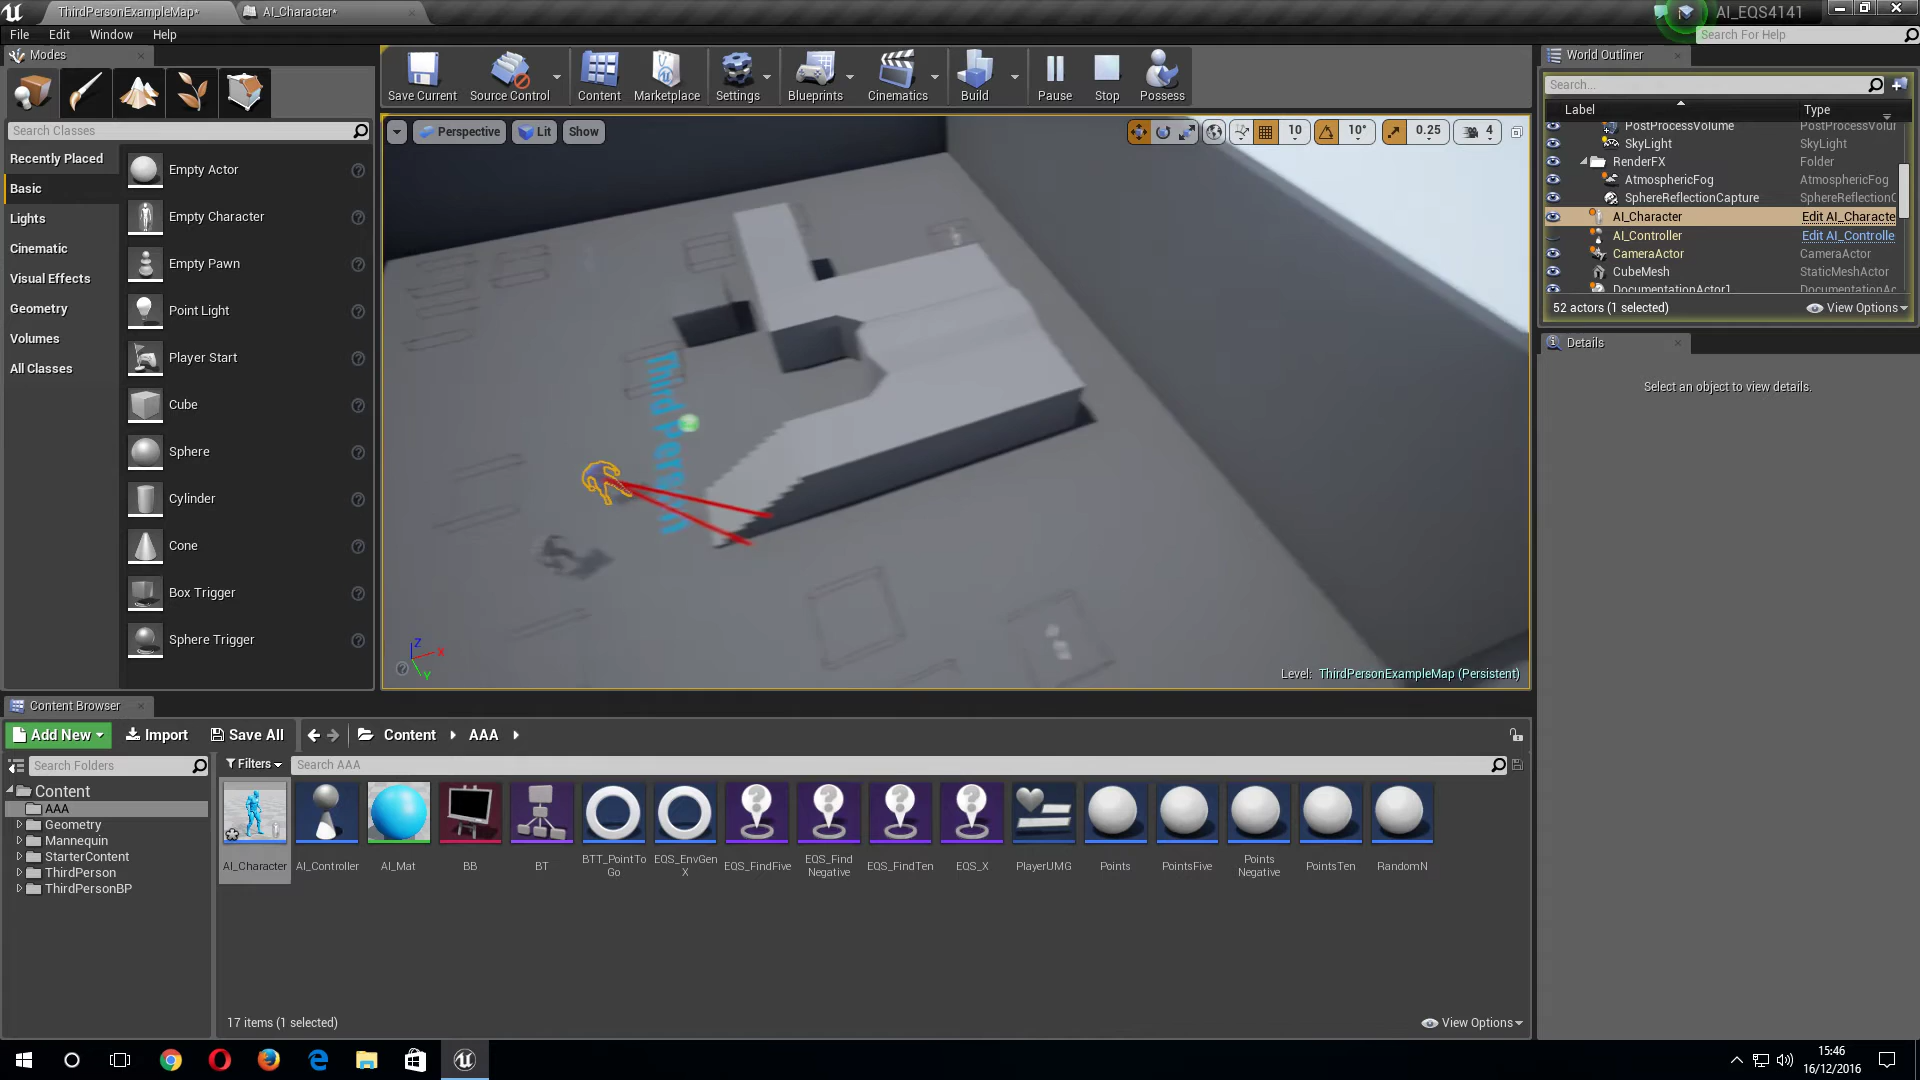 ThirdPersonExampleMap*
AI_Character*
AI_EQS4141
File
Edit
Window
Help
Search For Help
Modes
Search Classes
Recently Placed
Basic
Lights
Cinematic
Visual Effects
Geometry
Volumes
All Classes
Empty Actor
Empty Character
Empty Pawn
Point Light
Player Start
Cube
Sphere
Cylinder
Cone
Box Trigger
Sphere Trigger
Save Current
Source Control
Content
Marketplace
Settings
Blueprints
Cinematics
Build
Pause
Stop
Possess
Perspective
Lit
Show
10
10°
0.25
4
Third Person
Z
X
Y
Level: ThirdPersonExampleMap (Persistent)
World Outliner
Search...
Label
Type
PostProcessVolume
PostProcessVolur
SkyLight
SkyLight
RenderFX
Folder
AtmosphericFog
AtmosphericFog
SphereReflectionCapture
SphereReflectionC
AI_Character
Edit AI_Characte
AI_Controller
Edit AI_Controlle
CameraActor
CameraActor
CubeMesh
StaticMeshActor
DocumentationActor1
DocumentationAc
52 actors (1 selected)
View Options
Details
Select an object to view details.
Content Browser
Add New
Import
Save All
Content
AAA
Search Folders
Filters
Search AAA
Content
AAA
Geometry
Mannequin
StarterContent
ThirdPerson
ThirdPersonBP
AI_Character
AI_Controller
AI_Mat
BB
BT
BTT_PointTo
Go
EQS_EnvGen
X
EQS_FindFive
EQS_Find
Negative
EQS_FindTen
EQS_X
PlayerUMG
Points
PointsFive
Points
Negative
PointsTen
RandomN
17 items (1 selected)
View Options
15:46
16/12/2016